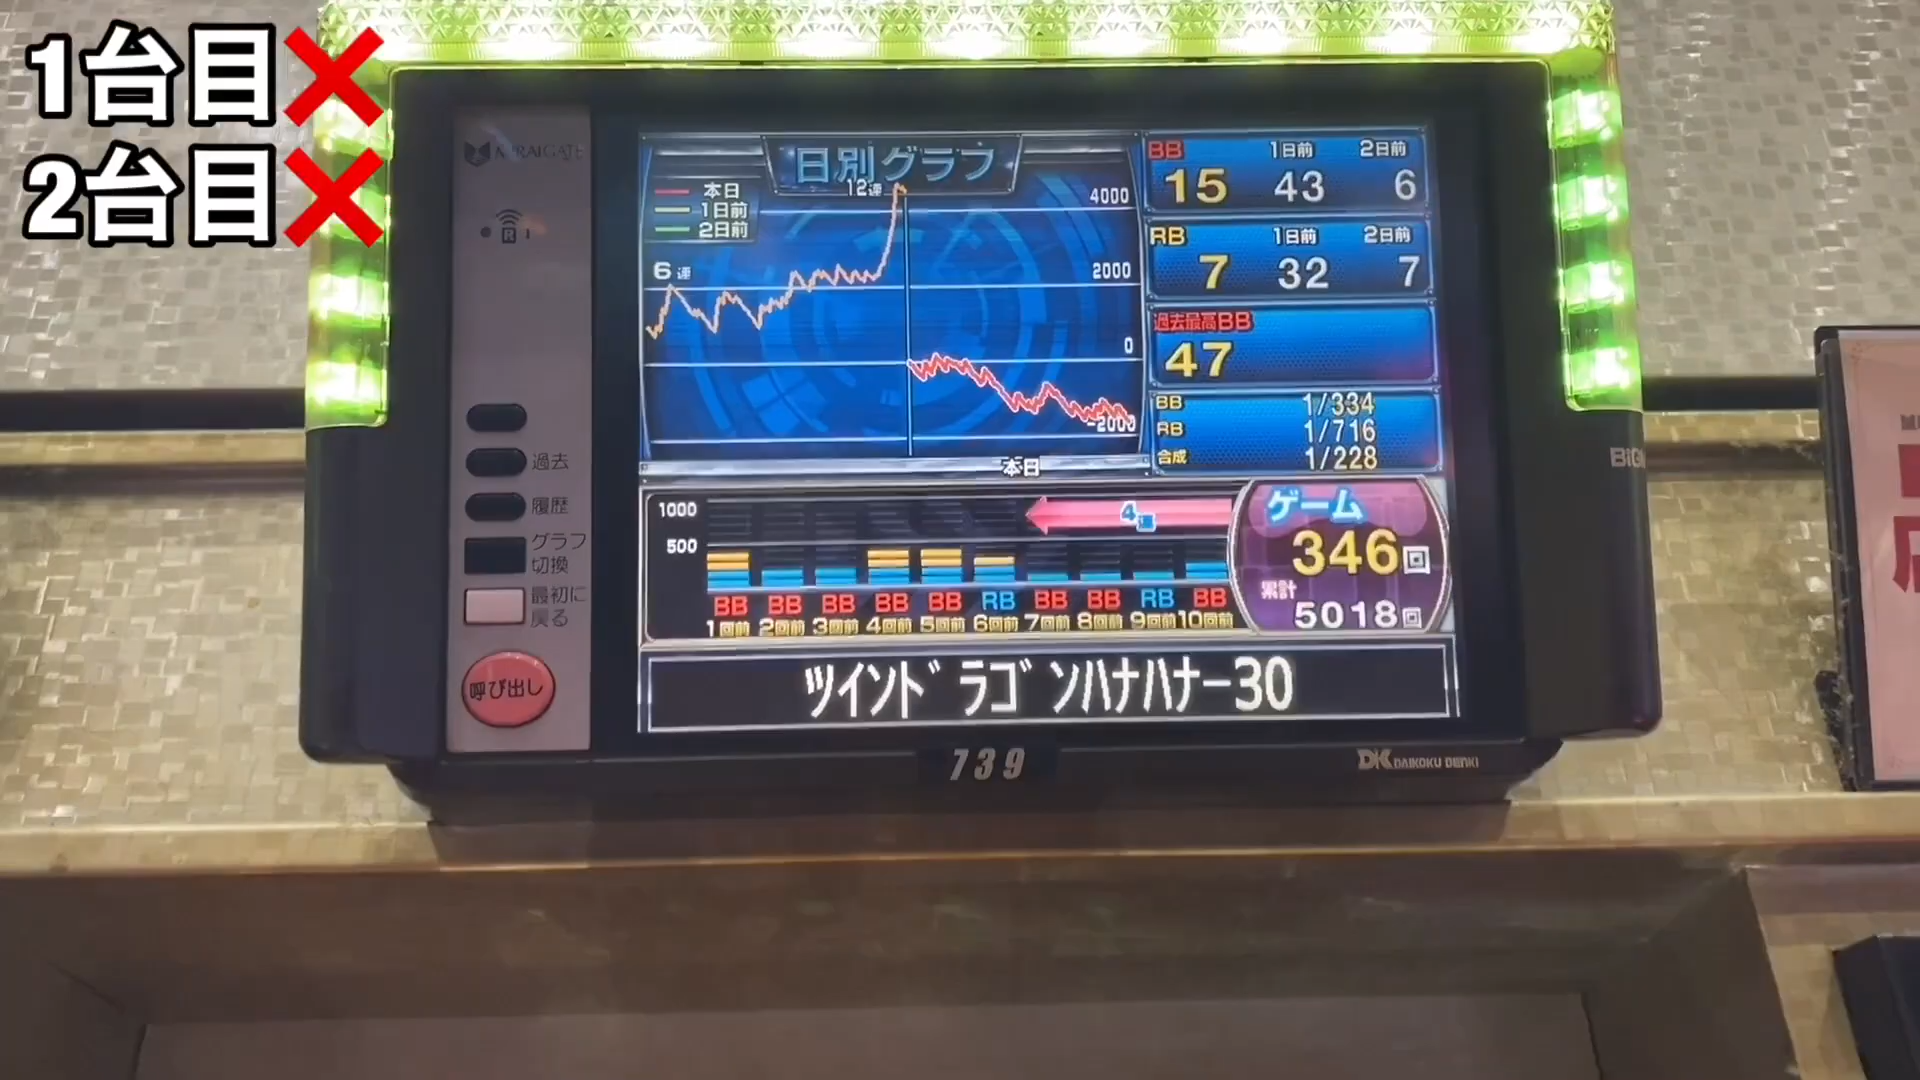 1台目❌
2台目❌
日別グラフ
本日
1日前
2日前
12連
6連
4000
2000
0
-2000
本日
BB 1日前 2日前
15 43 6
RB 1日前 2日前
7 32 7
過去最高BB
47
BB 1/334
RB 1/716
合成 1/228
過去
履歴
グラフ
切換
最初に
戻る
呼び出し
1000
500
4連
BB BB BB BB BB RB BB BB RB BB
1回前 2回前 3回前 4回前 5回前 6回前 7回前 8回前 9回前 10回前
ゲーム
346回
累計
5018回
ツインドラゴンハナハナー30
739
DK DAIKOKU DENKI